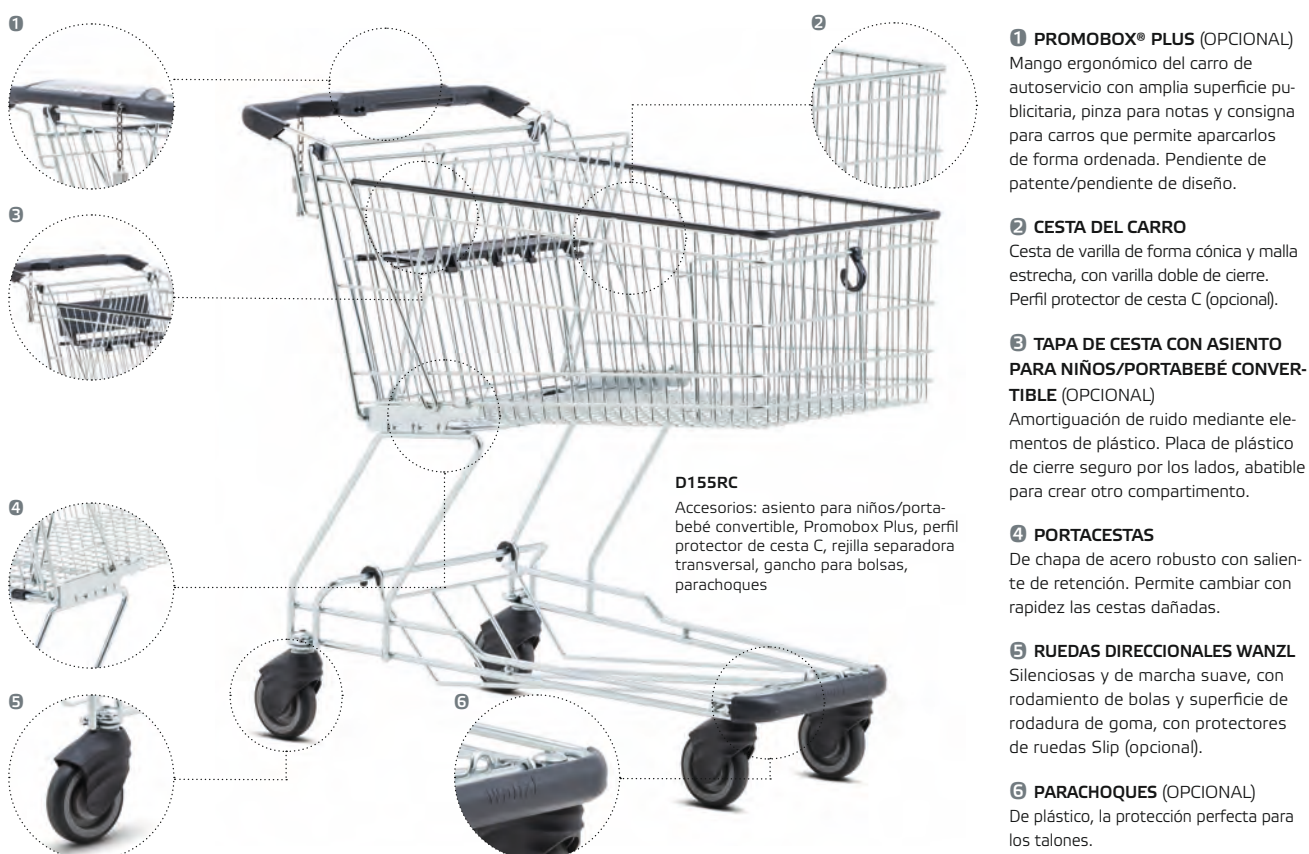 1
2
3
4
5
6
D155RC
Accesorios: asiento para niños/porta-
bebé convertible, Promobox Plus, perfil
protector de cesta C, rejilla separadora
transversal, gancho para bolsas,
parachoques
1 PROMOBOX® PLUS (OPCIONAL)
Mango ergonómico del carro de
autoservicio con amplia superficie pu-
blicitaria, pinza para notas y consigna
para carros que permite aparcarlos
de forma ordenada. Pendiente de
patente/pendiente de diseño.
2 CESTA DEL CARRO
Cesta de varilla de forma cónica y malla
estrecha, con varilla doble de cierre.
Perfil protector de cesta C (opcional).
3 TAPA DE CESTA CON ASIENTO
PARA NIÑOS/PORTABEBÉ CONVER-
TIBLE (OPCIONAL)
Amortiguación de ruido mediante ele-
mentos de plástico. Placa de plástico
de cierre seguro por los lados, abatible
para crear otro compartimento.
4 PORTACESTAS
De chapa de acero robusto con salien-
te de retención. Permite cambiar con
rapidez las cestas dañadas.
5 RUEDAS DIRECCIONALES WANZL
Silenciosas y de marcha suave, con
rodamiento de bolas y superficie de
rodadura de goma, con protectores
de ruedas Slip (opcional).
6 PARACHOQUES (OPCIONAL)
De plástico, la protección perfecta para
los talones.
Wanzl